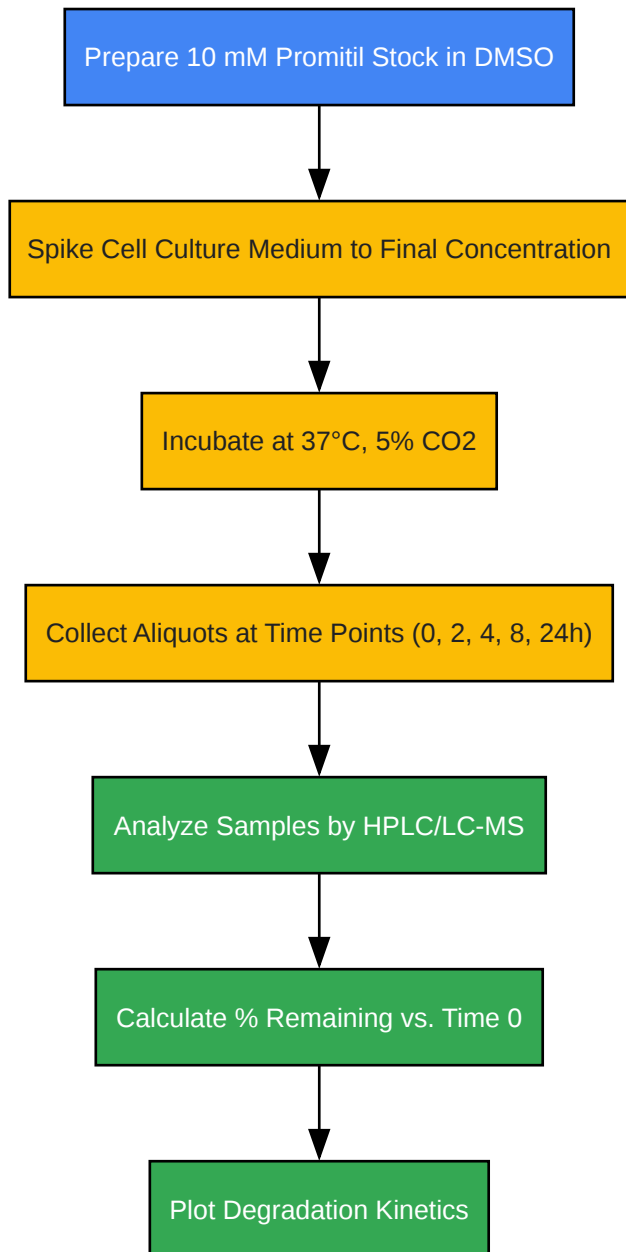 Prepare 10 mM Promitil Stock in DMSO
Spike Cell Culture Medium to Final Concentration
Incubate at 37°C, 5% CO2
Collect Aliquots at Time Points (0, 2, 4, 8, 24h)
Analyze Samples by HPLC/LC-MS
Calculate % Remaining vs. Time 0
Plot Degradation Kinetics